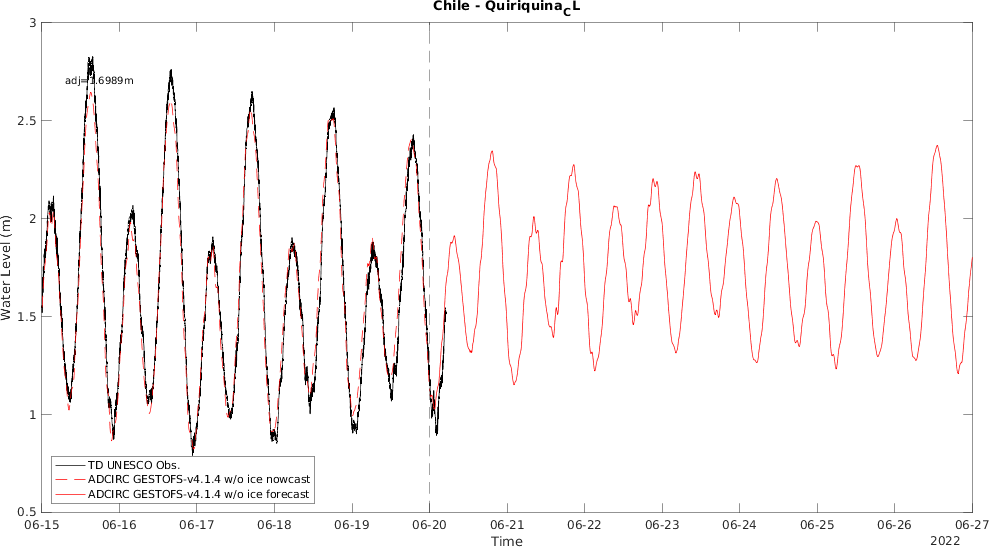 Chile - Quiriquina_CL
3
adj=1.6989m
2.5
2
Water Level (m)
1.5
1
TD UNESCO Obs.
ADCIRC GESTOFS-v4.1.4 w/o ice nowcast
ADCIRC GESTOFS-v4.1.4 w/o ice forecast
0.5
06-15 06-16 06-17 06-18 06-19 06-20 06-21 06-22 06-23 06-24 06-25 06-26 06-27
Time
2022